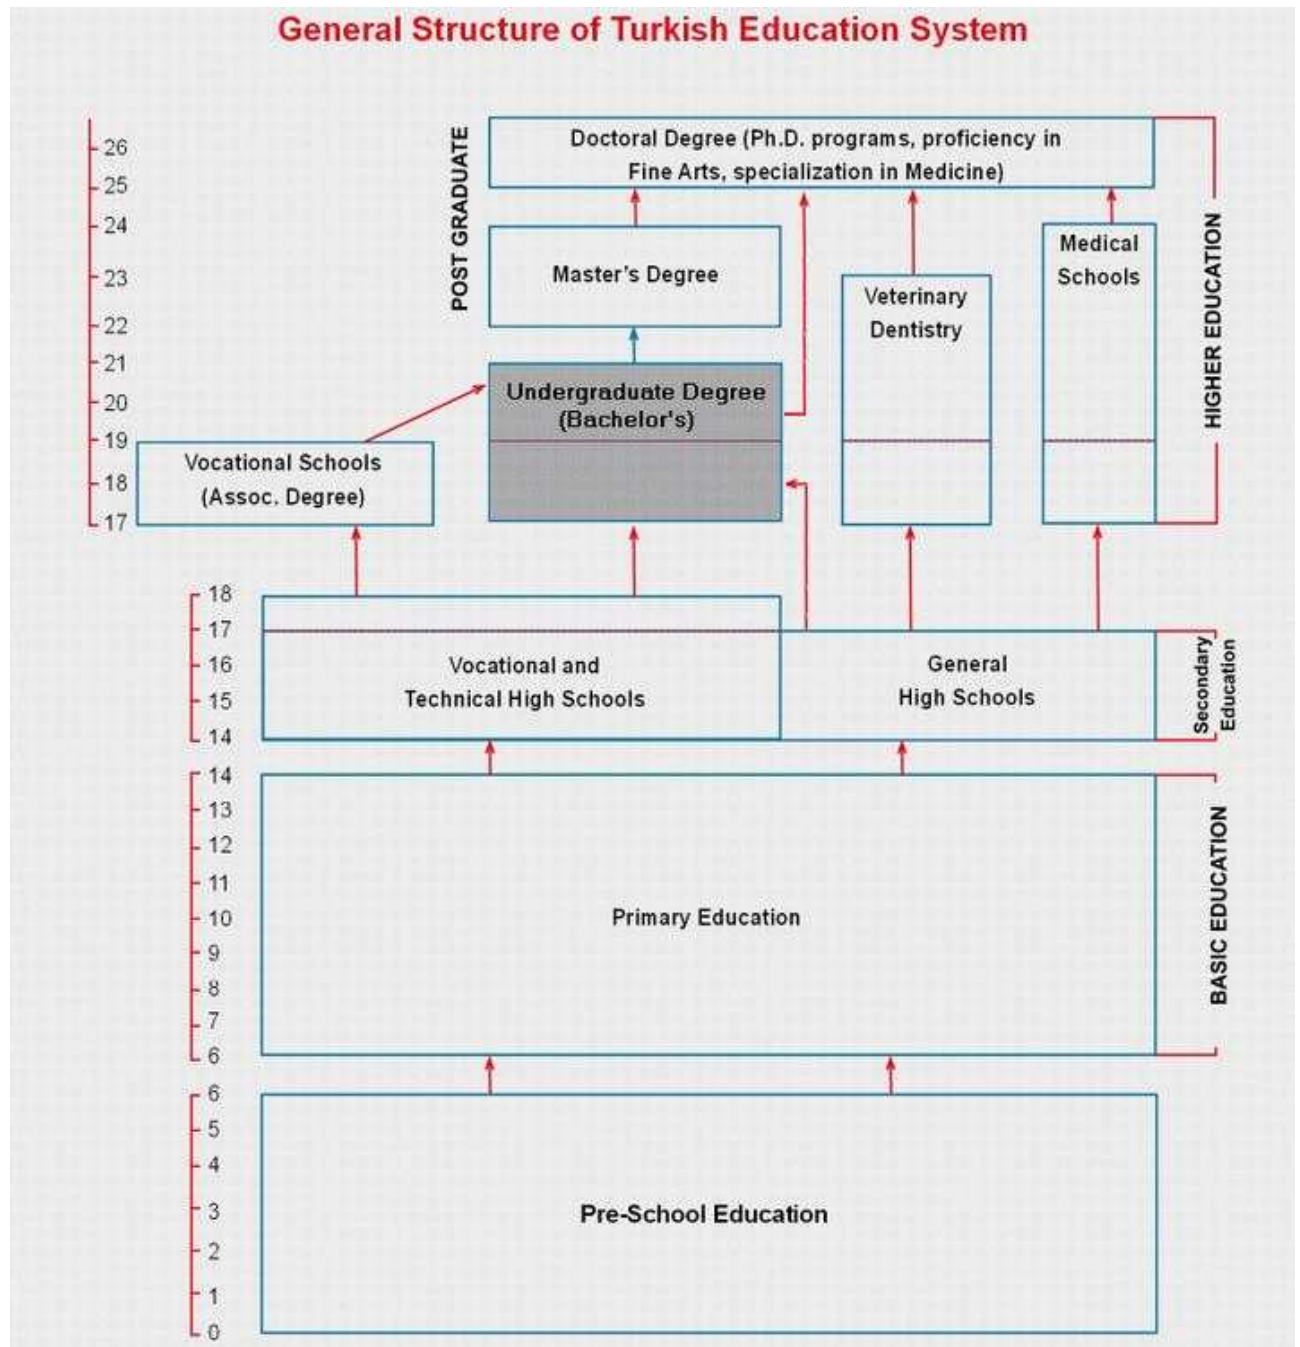 General Structure of Turkish Education System
26
25
24
23
22
21
20
19
18
17
POST GRADUATE
Doctoral Degree (Ph.D. programs, proficiency in
Fine Arts, specialization in Medicine)
Master's Degree
Medical
Schools
Veterinary
Dentistry
HIGHER EDUCATION
Undergraduate Degree
(Bachelor's)
Vocational Schools
(Assoc. Degree)
18
17
16
15
14
Vocational and
Technical High Schools
General
High Schools
Secondary
Education
14
13
12
11
10
9
8
7
6
Primary Education
BASIC EDUCATION
6
5
4
3
2
1
0
Pre-School Education